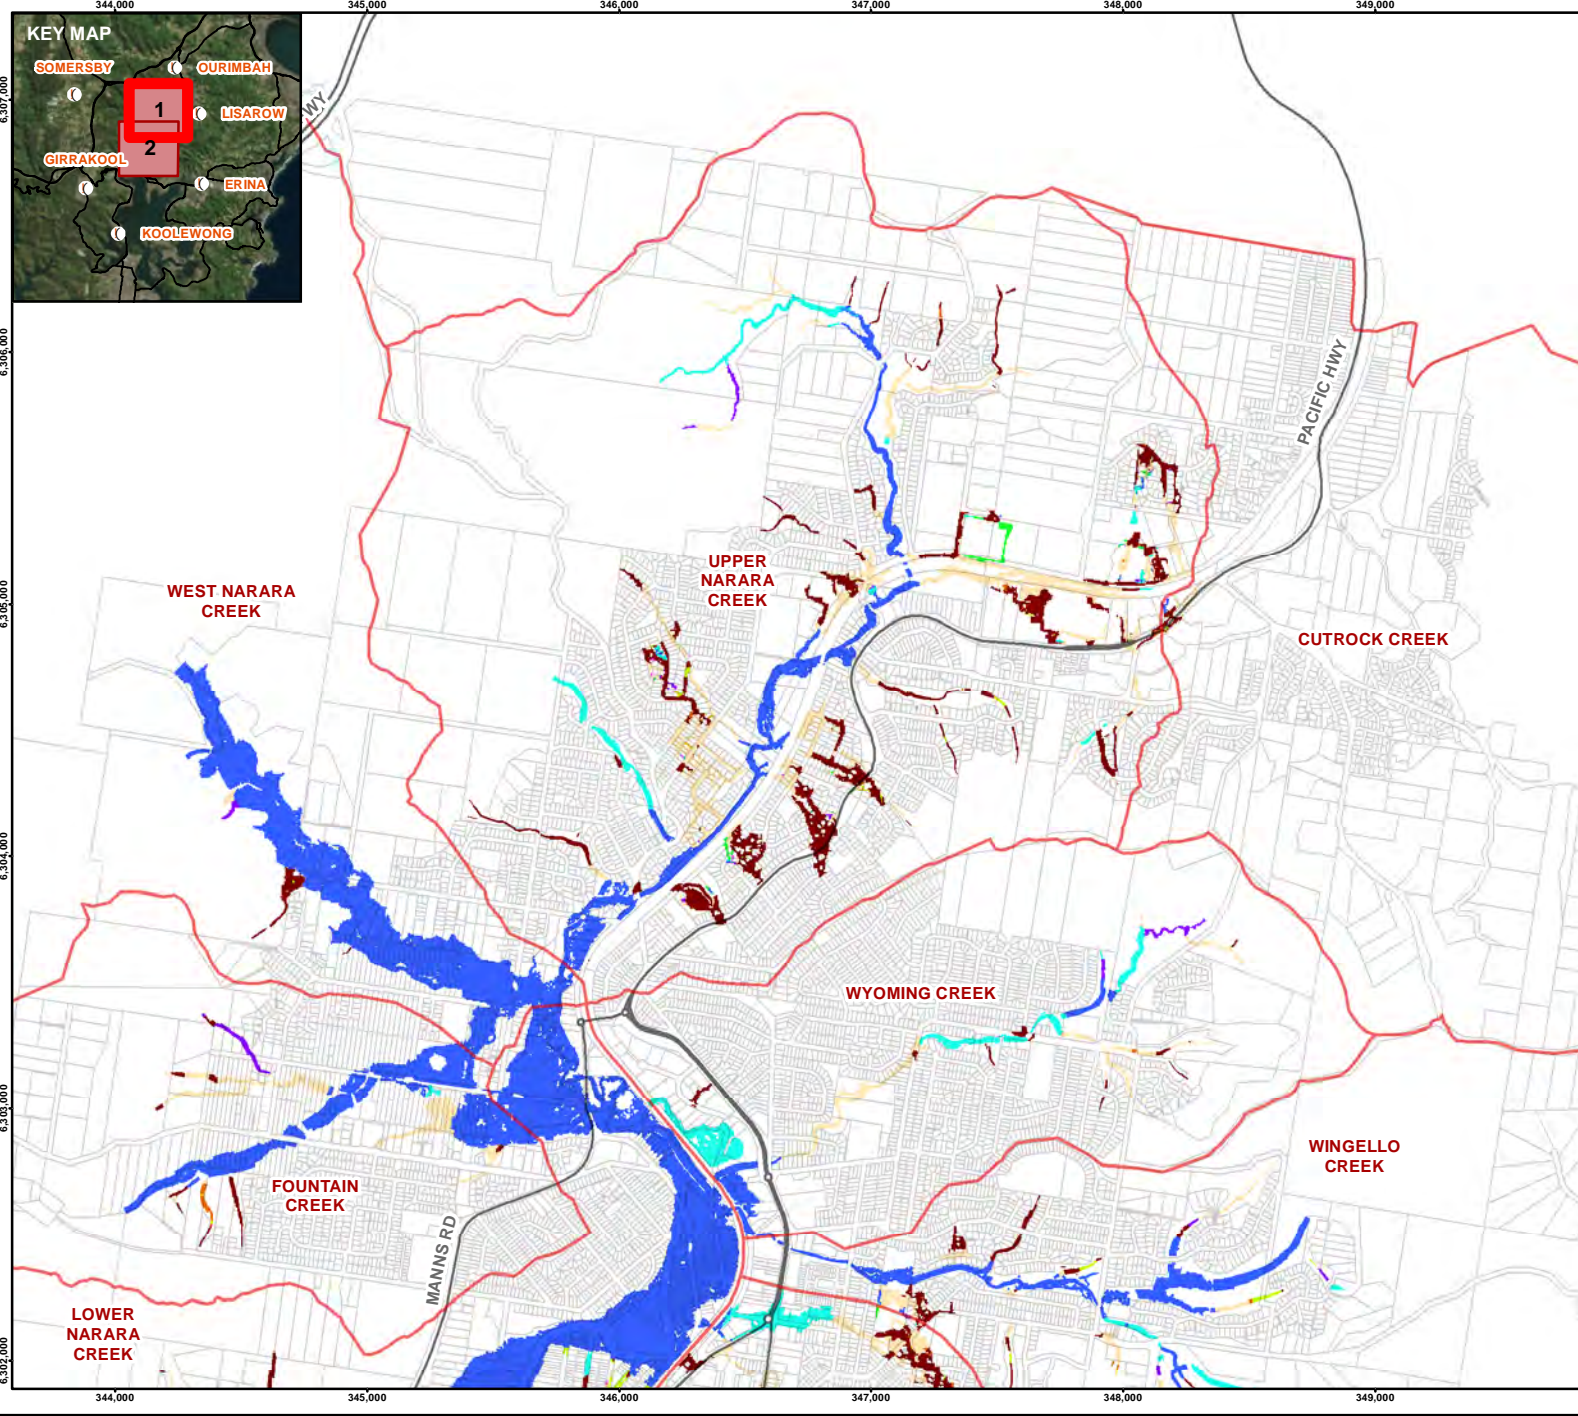 344,000
345,000
346,000
347,000
348,000
349,000
KEY MAP
SOMERSBY
OURIMBAH
1
LISAROW
2
GIRRAKOOL
ERINA
KOOLEWONG
6,307,000
WY
6,306,000
PACIFIC HWY
UPPER
NARARA
CREEK
WEST NARARA
CREEK
6,305,000
CUTROCK CREEK
6,304,000
WYOMING CREEK
6,303,000
WINGELLO
CREEK
FOUNTAIN
CREEK
MANNS RD
LOWER
NARARA
CREEK
6,302,000
344,000
345,000
346,000
347,000
348,000
349,000